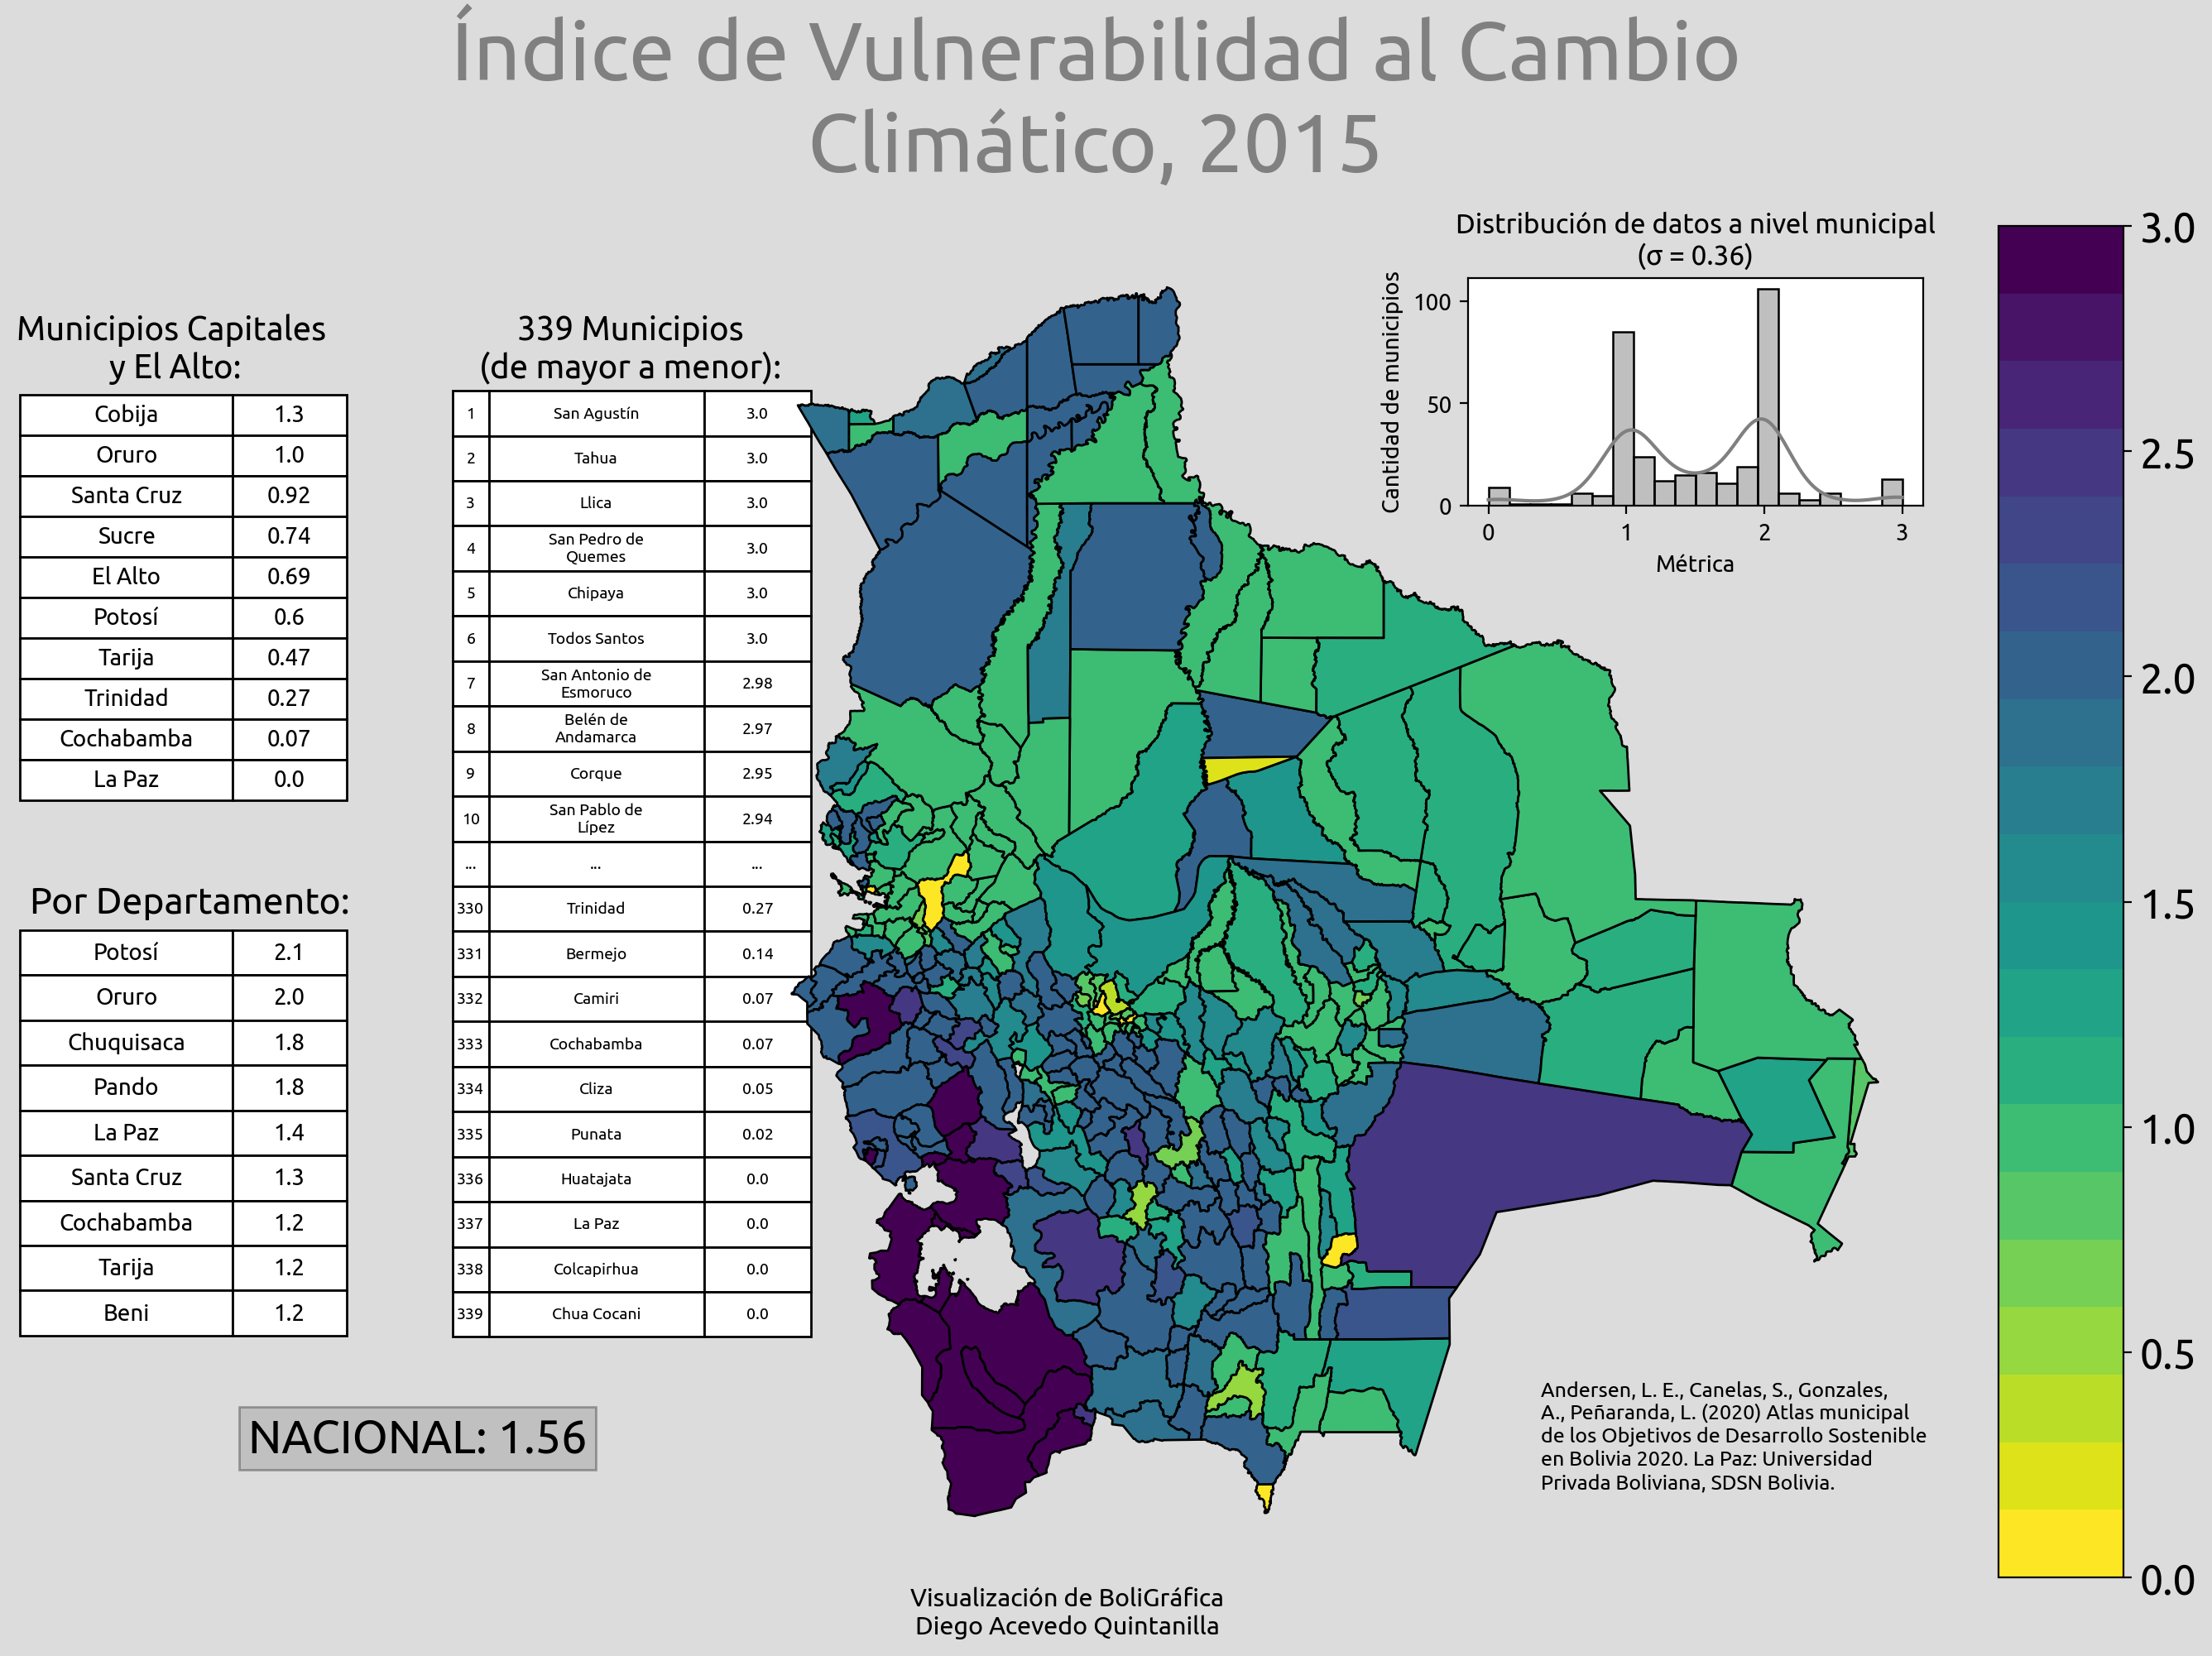 Índice de Vulnerabilidad al Cambio
Climático, 2015
Municipios Capitales
y El Alto:
Cobija 1.3
Oruro 1.0
Santa Cruz 0.92
Sucre 0.74
El Alto 0.69
Potosí 0.6
Tarija 0.47
Trinidad 0.27
Cochabamba 0.07
La Paz 0.0
Por Departamento:
Potosí 2.1
Oruro 2.0
Chuquisaca 1.8
Pando 1.8
La Paz 1.4
Santa Cruz 1.3
Cochabamba 1.2
Tarija 1.2
Beni 1.2
NACIONAL: 1.56
339 Municipios
(de mayor a menor):
1 San Agustín 3.0
2 Tahua 3.0
3 Llica 3.0
4 San Pedro de
Quemes 3.0
5 Chipaya 3.0
6 Todos Santos 3.0
7 San Antonio de
Esmoruco 2.98
8 Belén de
Andamarca 2.97
9 Corque 2.95
10 San Pablo de
Lípez 2.94
... ... ...
330 Trinidad 0.27
331 Bermejo 0.14
332 Camiri 0.07
333 Cochabamba 0.07
334 Cliza 0.05
335 Punata 0.02
336 Huatajata 0.0
337 La Paz 0.0
338 Colcapirhua 0.0
339 Chua Cocani 0.0
Distribución de datos a nivel municipal
(σ = 0.36)
Cantidad de municipios
100
50
0
0 1 2 3
Métrica
3.0
2.5
2.0
1.5
1.0
0.5
0.0
Andersen, L. E., Canelas, S., Gonzales,
A., Peñaranda, L. (2020) Atlas municipal
de los Objetivos de Desarrollo Sostenible
en Bolivia 2020. La Paz: Universidad
Privada Boliviana, SDSN Bolivia.
Visualización de BoliGráfica
Diego Acevedo Quintanilla